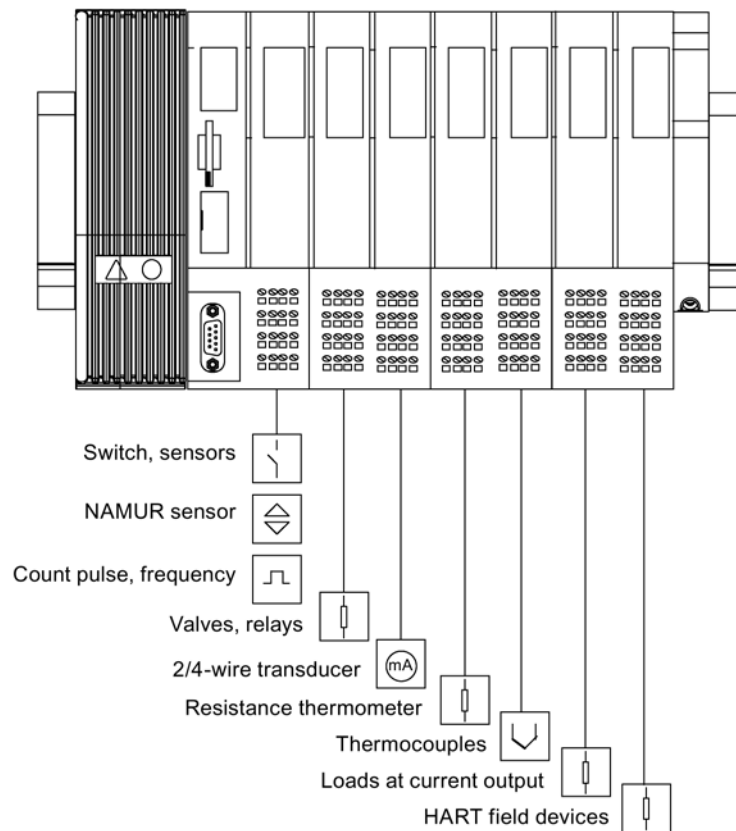 Switch, sensors
NAMUR sensor
Count pulse, frequency
Valves, relays
2/4-wire transducer
mA
Resistance thermometer
Thermocouples
Loads at current output
HART field devices